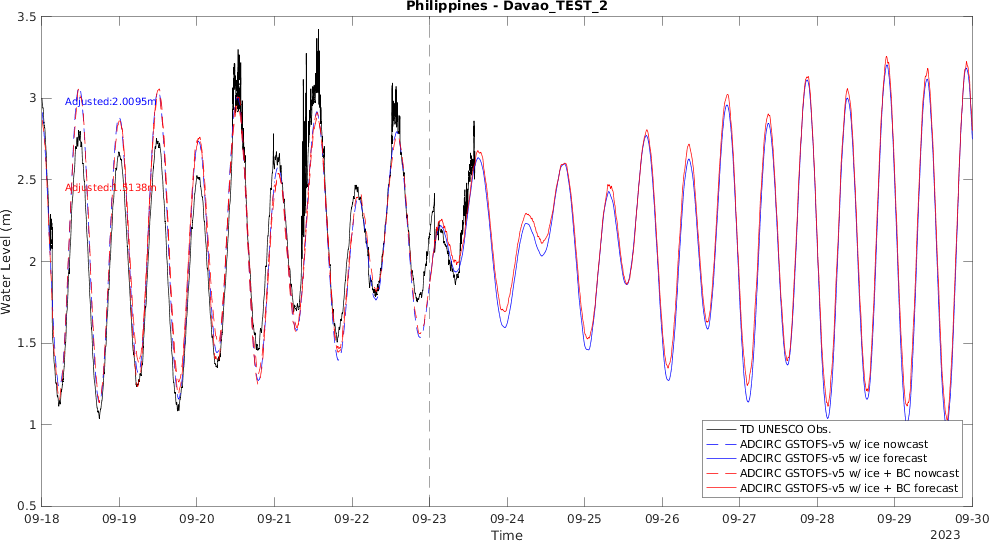 Philippines - Davao_TEST_2
3.5
3
2.5
2
1.5
1
0.5
Water Level (m)
Adjusted:2.0095m
Adjusted:1.5138m
TD UNESCO Obs.
ADCIRC GSTOFS-v5 w/ ice nowcast
ADCIRC GSTOFS-v5 w/ ice forecast
ADCIRC GSTOFS-v5 w/ ice + BC nowcast
ADCIRC GSTOFS-v5 w/ ice + BC forecast
09-18 09-19 09-20 09-21 09-22 09-23 09-24 09-25 09-26 09-27 09-28 09-29 09-30
Time
2023